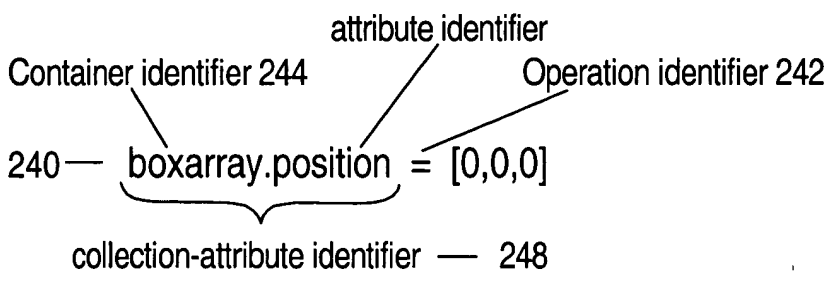 attribute identifier
Container identifier 244
Operation identifier 242
240 — boxarray.position = [0,0,0]
collection-attribute identifier — 248